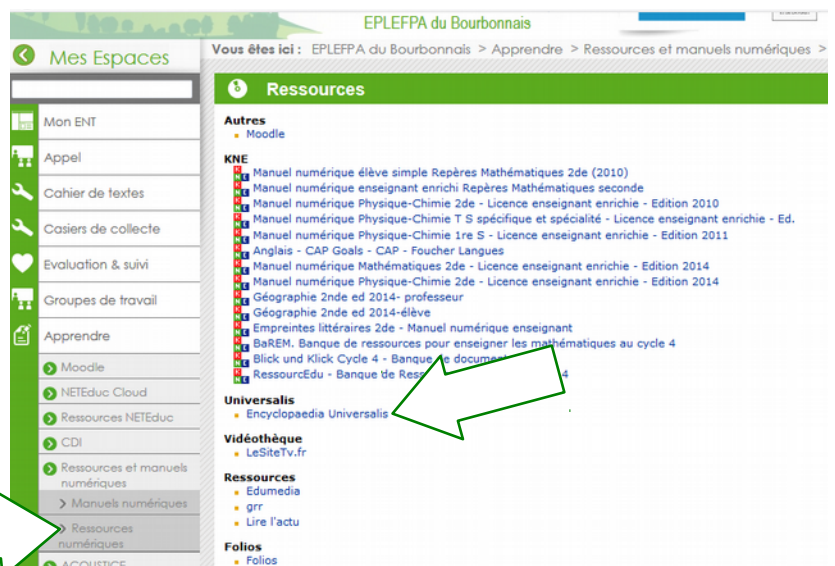 EPLEFPA du Bourbonnais
Mes Espaces
Vous êtes ici : EPLEFPA du Bourbonnais > Apprendre > Ressources et manuels numériques >
Mon ENT
Appel
Cahier de textes
Casiers de collecte
Evaluation & suivi
Groupes de travail
Apprendre
Moodle
NETEduc Cloud
Ressources NETEduc
CDI
Ressources et manuels
numériques
> Manuels numériques
> Ressources
numériques
ACOUSTICE
Ressources
Autres
Moodle
KNE
Manuel numérique élève simple Repères Mathématiques 2de (2010)
Manuel numérique enseignant enrichi Repères Mathématiques seconde
Manuel numérique Physique-Chimie 2de - Licence enseignant enrichie - Edition 2010
Manuel numérique Physique-Chimie T S spécifique et spécialité - Licence enseignant enrichie - Ed.
Manuel numérique Physique-Chimie 1re S - Licence enseignant enrichie - Edition 2011
Anglais - CAP Goals - CAP - Foucher Langues
Manuel numérique Mathématiques 2de - Licence enseignant enrichie - Edition 2014
Manuel numérique Physique-Chimie 2de - Licence enseignant enrichie - Edition 2014
Géographie 2nde ed 2014- professeur
Géographie 2nde ed 2014-élève
Empreintes littéraires 2de - Manuel numérique enseignant
BaREM. Banque de ressources pour enseigner les mathématiques au cycle 4
Blick und Klick Cycle 4 - Banque de
RessourcEdu - Banque de 4
Universalis
Encyclopaedia Universalis
Vidéothèque
LeSiteTv.fr
Ressources
Edumedia
grr
Lire l'actu
Folios
Folios